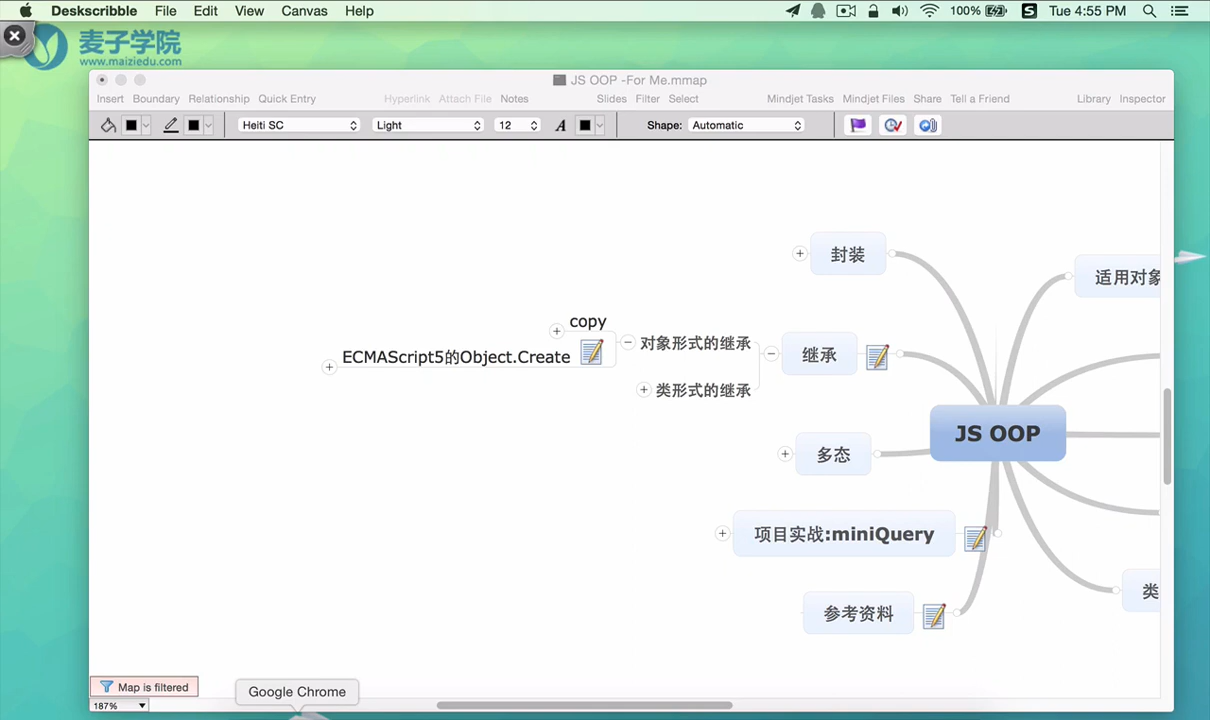 Deskscribble File Edit View Canvas Help 100% S Tue 4:55 PM
麦子学院
www.maiziedu.com
JS OOP -For Me.mmap
Insert Boundary Relationship Quick Entry Hyperlink Attach File Notes Slides Filter Select Mindjet Tasks Mindjet Files Share Tell a Friend Library Inspector
Heiti SC Light 12 A Shape: Automatic
封装
适用对象
copy
对象形式的继承
继承
ECMAScript5的Object.Create
类形式的继承
JS OOP
多态
项目实战:miniQuery
类
参考资料
Map is filtered
Google Chrome
187%